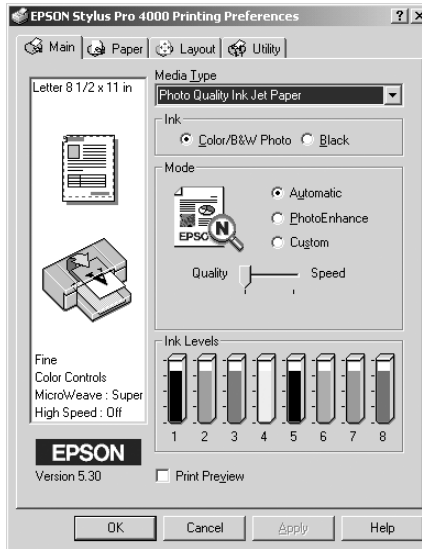 EPSON Stylus Pro 4000 Printing Preferences
Main Paper Layout Utility
Letter 8 1/2 x 11 in
Media Type
Photo Quality Ink Jet Paper
Ink
Color/B&W Photo Black
Mode
EPSO N
Automatic
PhotoEnhance
Custom
Quality Speed
Fine
Color Controls
MicroWeave : Super
High Speed : Off
Ink Levels
1 2 3 4 5 6 7 8
EPSON
Version 5.30
Print Preview
OK Cancel Apply Help